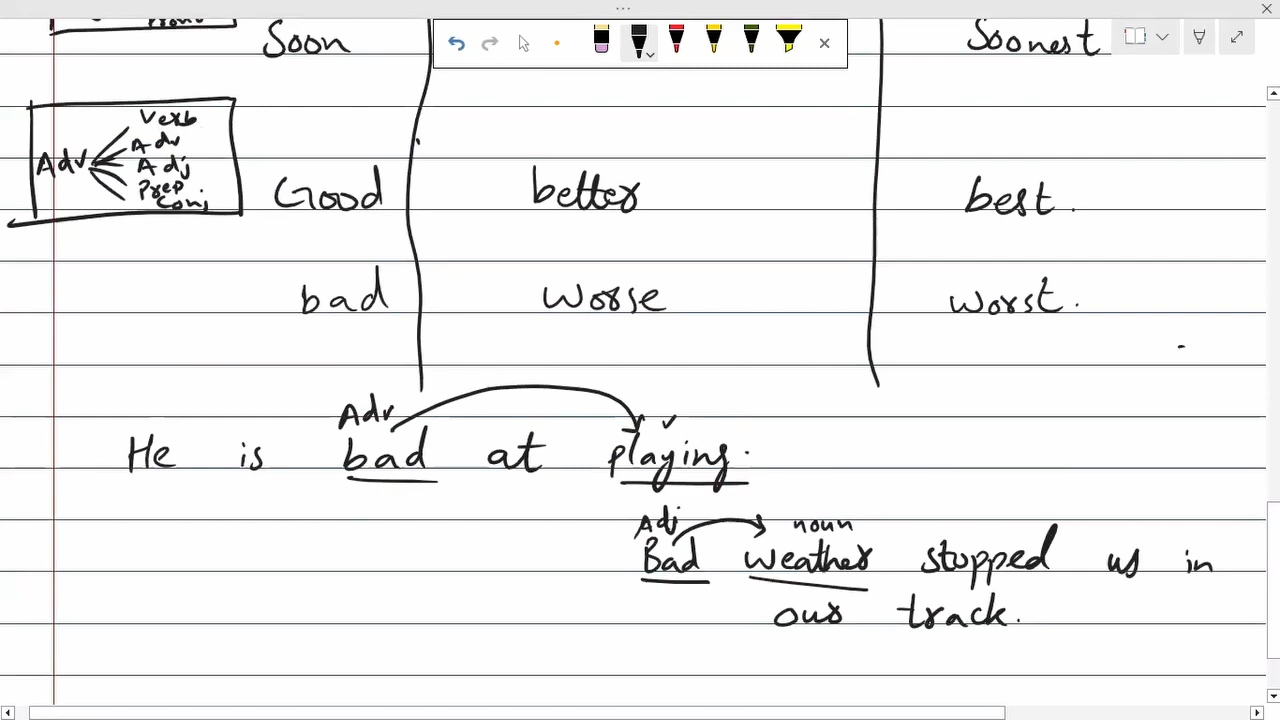 Pronu
Soon Soonest
Adv Verb
Adv
Adj
Prep
Conj
Good better best.
bad worse worst.
Adv v
He is bad at playing.
Adj noun
Bad weather stopped us in
our track.